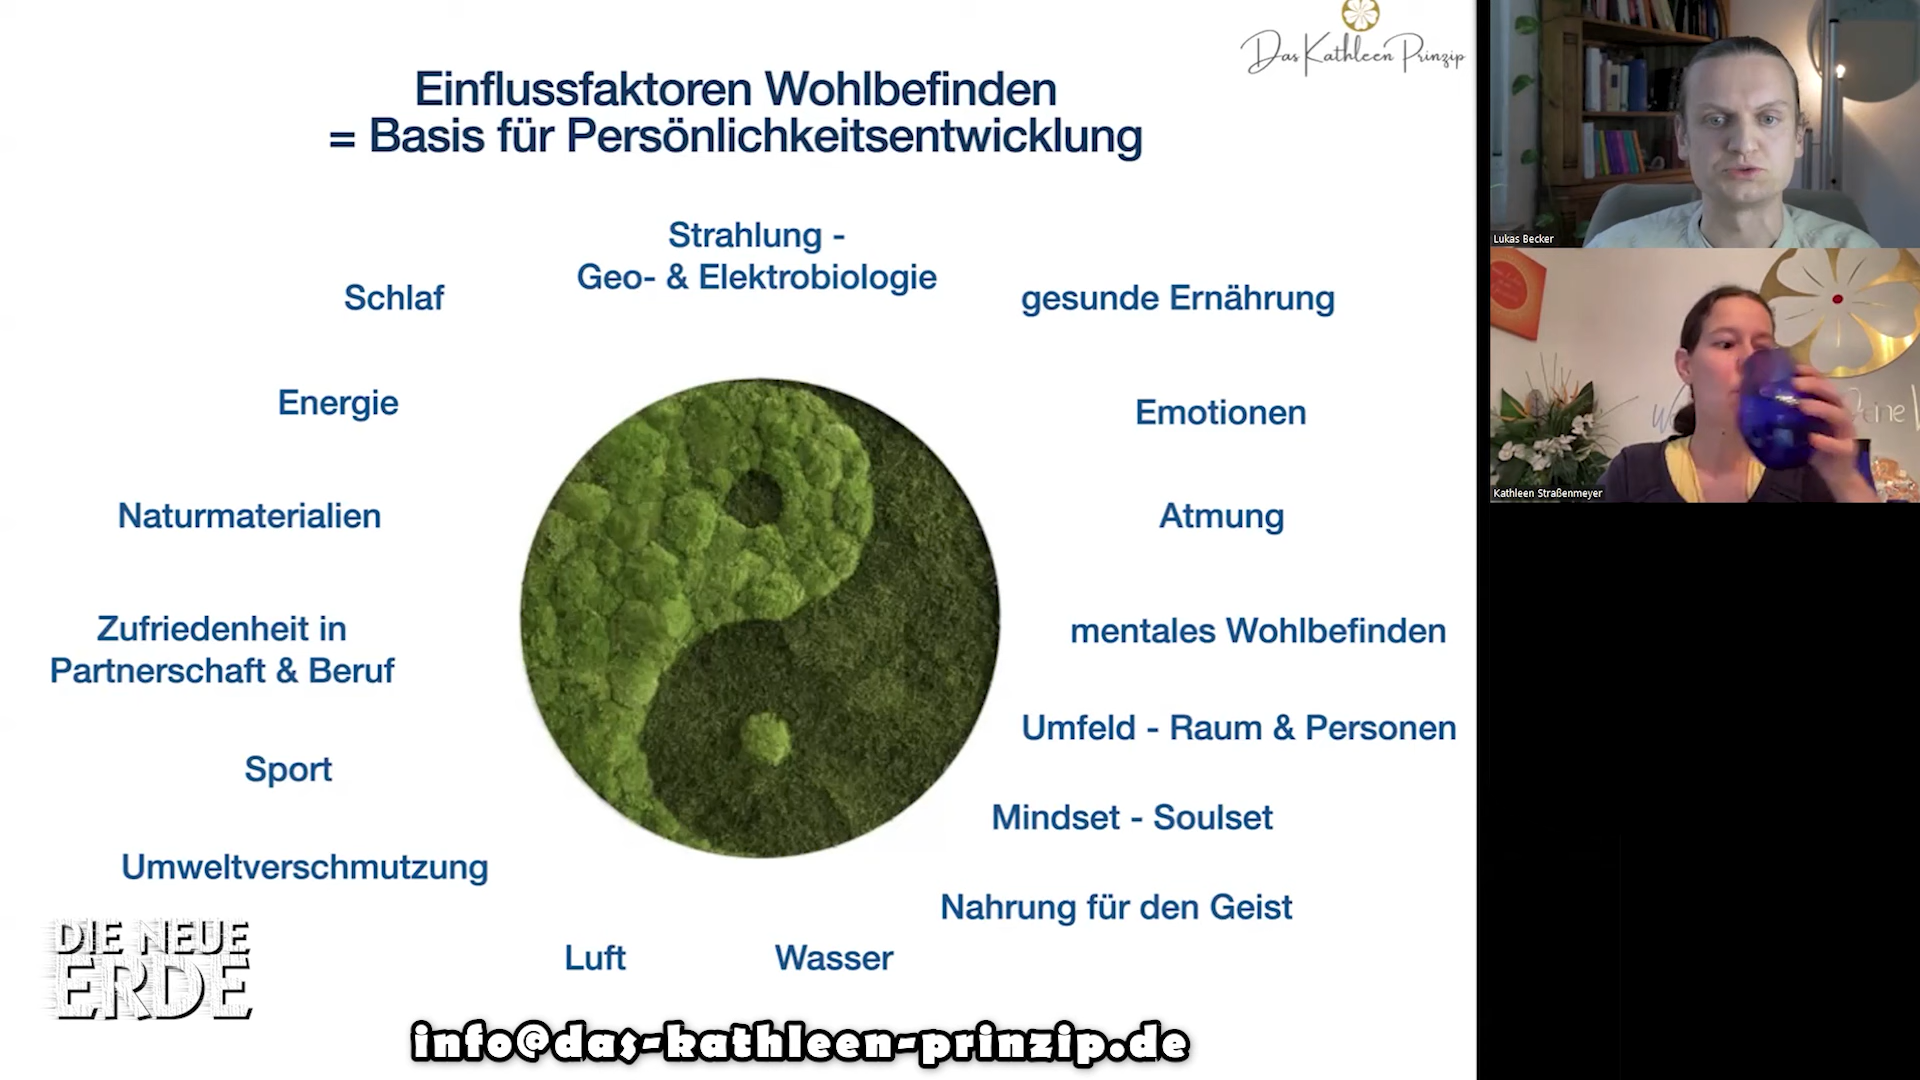 Das Kathleen Prinzip
Einflussfaktoren Wohlbefinden
= Basis für Persönlichkeitsentwicklung
Strahlung -
Geo- & Elektrobiologie
Schlaf
gesunde Ernährung
Energie
Emotionen
Naturmaterialien
Atmung
Zufriedenheit in
Partnerschaft & Beruf
mentales Wohlbefinden
Umfeld - Raum & Personen
Sport
Mindset - Soulset
Umweltverschmutzung
Nahrung für den Geist
Luft
Wasser
DIE NEUE
ERDE
info@das-kathleen-prinzip.de
Lukas Becker
Kathleen Straßenmeyer